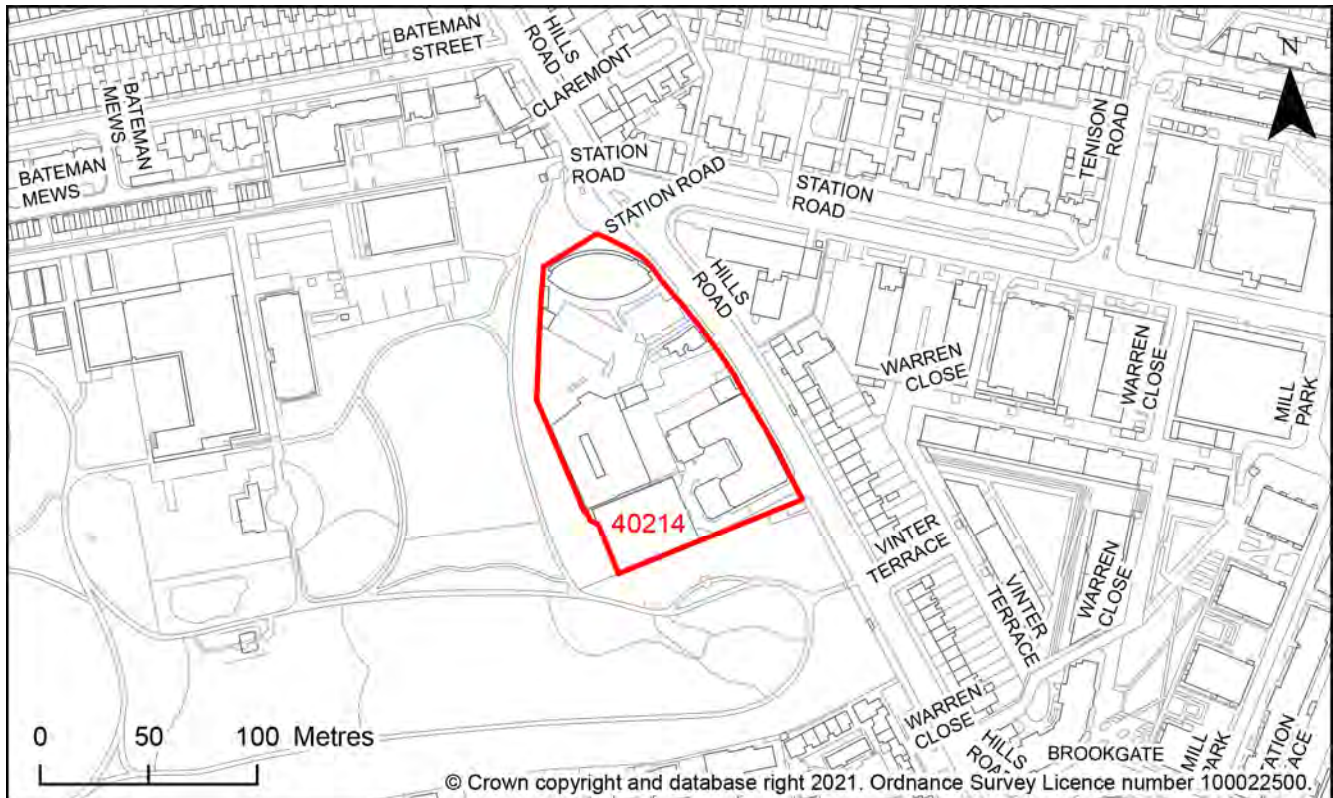 BATEMAN
STREET
HILLS
ROAD
CLAREMONT
N
BATEMAN
MEWS
BATEMAN
MEWS
STATION
ROAD
STATION ROAD
STATION
ROAD
TENISON
ROAD
HILLS
ROAD
WARREN
CLOSE
WARREN
CLOSE
MILL
PARK
40214
VINTER
TERRACE
VINTER
TERRACE
WARREN
CLOSE
WARREN
CLOSE
HILLS
BROOKGATE
MILL
PARK
STATION
0 50 100 Metres
© Crown copyright and database right 2021. Ordnance Survey Licence number 100022500.